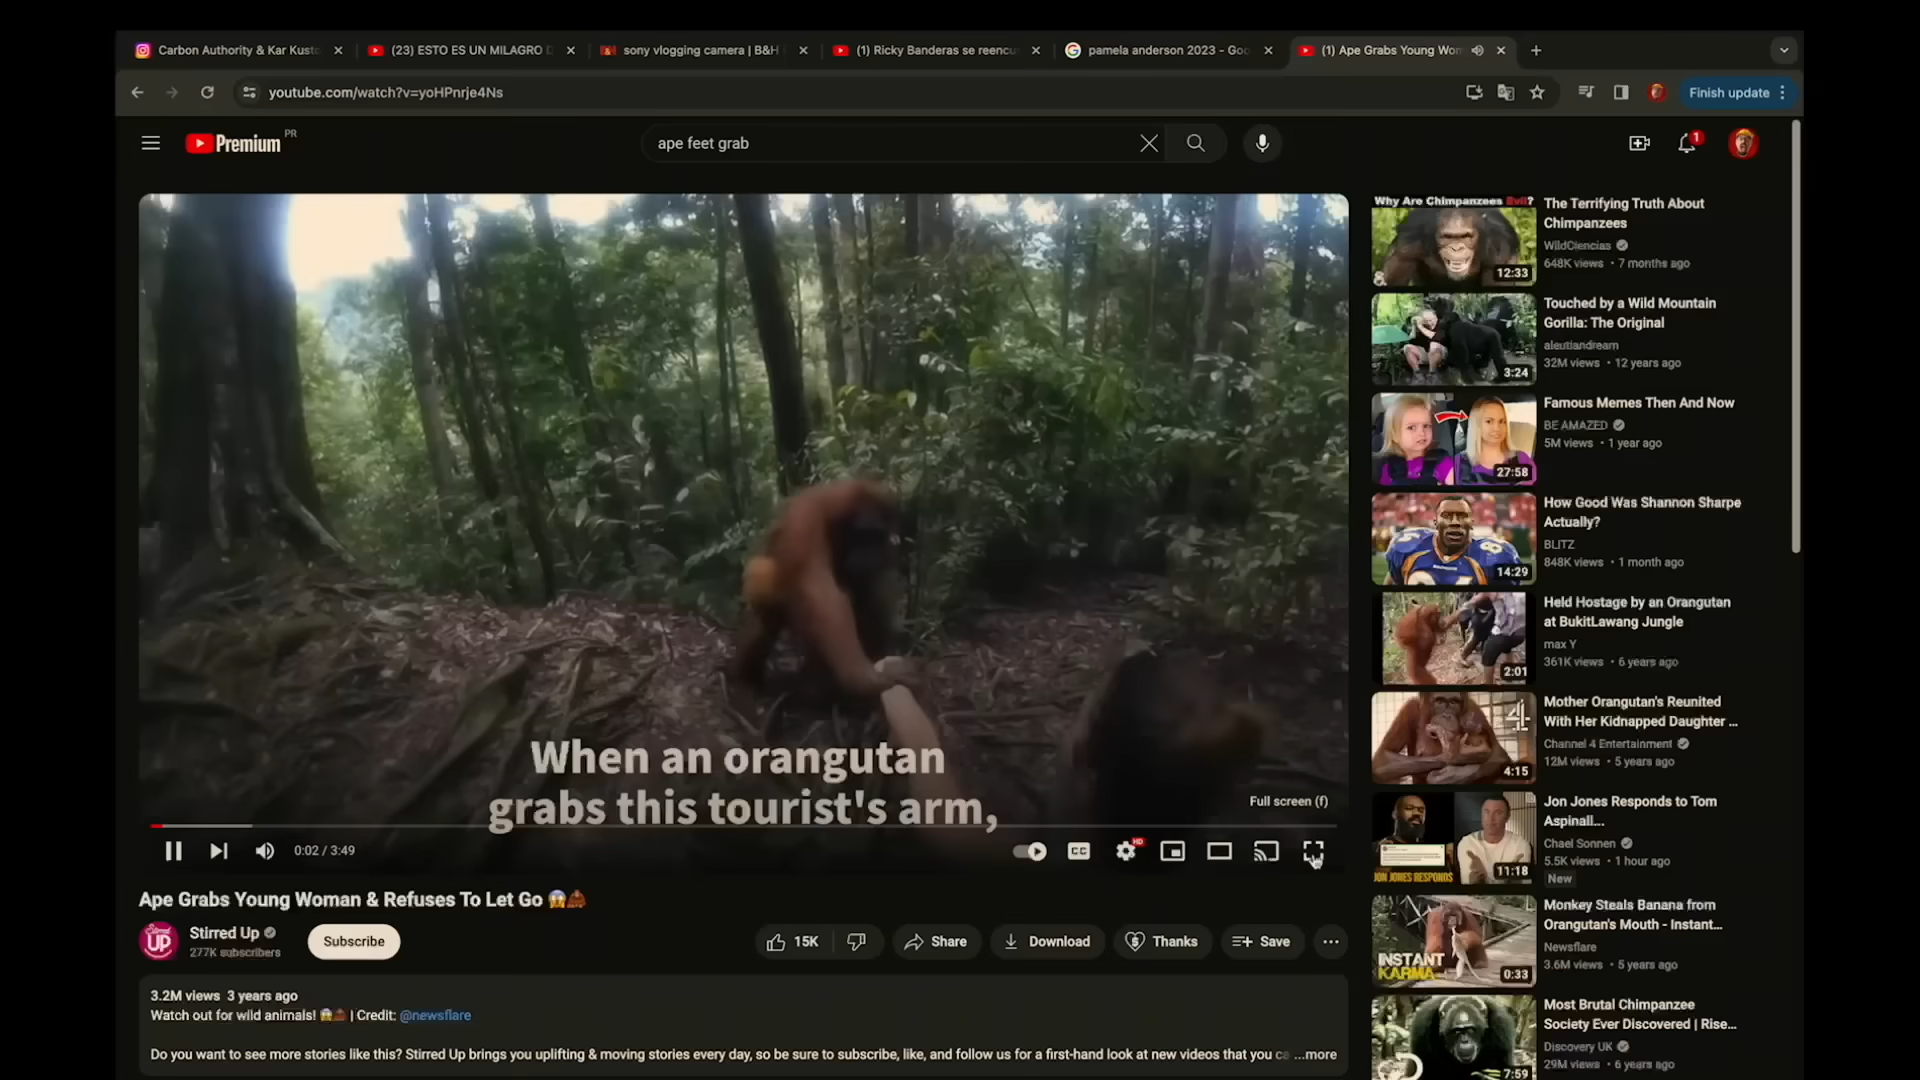 Carbon Authority & Kar Kusto
(23) ESTO ES UN MILAGRO D
sony vlogging camera | B&H
(1) Ricky Banderas se reencu
pamela anderson 2023 - Goo
(1) Ape Grabs Young Wom
youtube.com/watch?v=yoHPnrje4Ns
Finish update
Premium
PR
ape feet grab
1
When an orangutan
grabs this tourist's arm,
Full screen (f)
0:02 / 3:49
CC
HD
Ape Grabs Young Woman & Refuses To Let Go
Stirred UP
Stirred Up
277K subscribers
Subscribe
15K
Share
Download
Thanks
Save
3.2M views 3 years ago
Watch out for wild animals! | Credit: @newsflare
Do you want to see more stories like this? Stirred Up brings you uplifting & moving stories every day, so be sure to subscribe, like, and follow us for a first-hand look at new videos that you ca ...more
Why Are Chimpanzees Evil?
12:33
The Terrifying Truth About
Chimpanzees
WildCiencias
648K views • 7 months ago
3:24
Touched by a Wild Mountain
Gorilla: The Original
aleutiandream
32M views • 12 years ago
27:58
Famous Memes Then And Now
BE AMAZED
5M views • 1 year ago
14:29
How Good Was Shannon Sharpe
Actually?
BLITZ
848K views • 1 month ago
2:01
Held Hostage by an Orangutan
at BukitLawang Jungle
max Y
361K views • 6 years ago
4
4:15
Mother Orangutan's Reunited
With Her Kidnapped Daughter ...
Channel 4 Entertainment
12M views • 5 years ago
JON JONES RESPONDS
11:18
Jon Jones Responds to Tom
Aspinall...
Chael Sonnen
5.5K views • 1 hour ago
New
INSTANT
KARMA
0:33
Monkey Steals Banana from
Orangutan's Mouth - Instant...
Newsflare
3.6M views • 5 years ago
7:59
Most Brutal Chimpanzee
Society Ever Discovered | Rise...
Discovery UK
29M views • 6 years ago